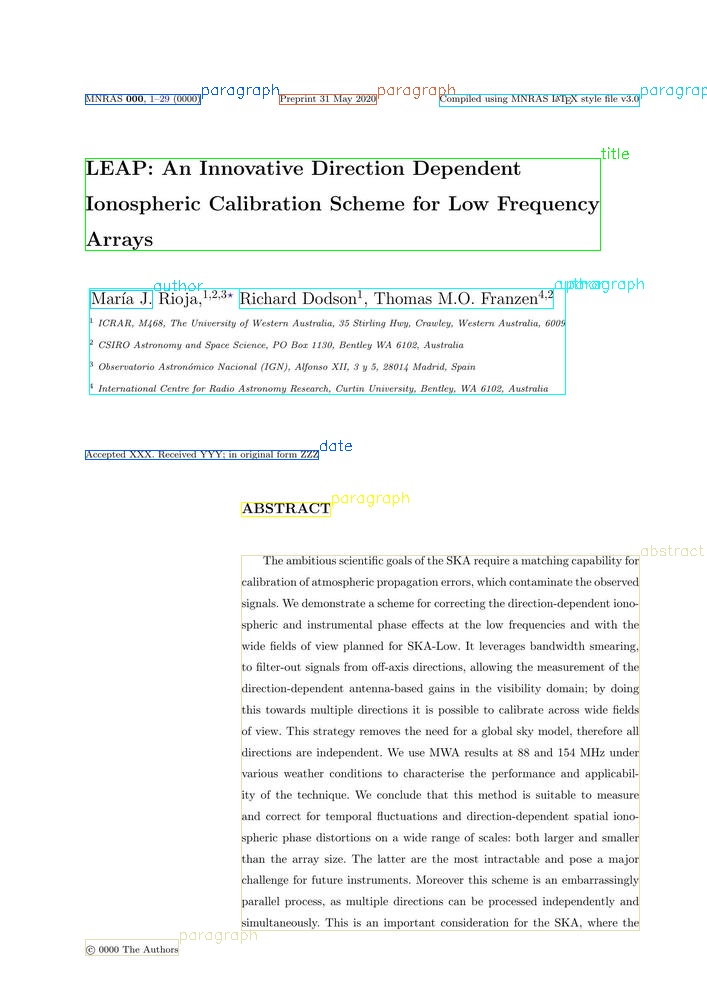 MNRAS 000, 1–29 (0000) paragraph Preprint 31 May 2020 paragraph Compiled using MNRAS LATEX style file v3.0 paragrap
title
LEAP: An Innovative Direction Dependent
Ionospheric Calibration Scheme for Low Frequency
Arrays
author paragraph
María J. Rioja,1,2,3⋆ Richard Dodson1, Thomas M.O. Franzen4,2
1 ICRAR, M468, The University of Western Australia, 35 Stirling Hwy, Crawley, Western Australia, 6009
2 CSIRO Astronomy and Space Science, PO Box 1130, Bentley WA 6102, Australia
3 Observatorio Astronómico Nacional (IGN), Alfonso XII, 3 y 5, 28014 Madrid, Spain
4 International Centre for Radio Astronomy Research, Curtin University, Bentley, WA 6102, Australia
Accepted XXX. Received YYY; in original form ZZZ date
ABSTRACT paragraph
abstract
The ambitious scientific goals of the SKA require a matching capability for
calibration of atmospheric propagation errors, which contaminate the observed
signals. We demonstrate a scheme for correcting the direction-dependent iono-
spheric and instrumental phase effects at the low frequencies and with the
wide fields of view planned for SKA-Low. It leverages bandwidth smearing,
to filter-out signals from off-axis directions, allowing the measurement of the
direction-dependent antenna-based gains in the visibility domain; by doing
this towards multiple directions it is possible to calibrate across wide fields
of view. This strategy removes the need for a global sky model, therefore all
directions are independent. We use MWA results at 88 and 154 MHz under
various weather conditions to characterise the performance and applicabil-
ity of the technique. We conclude that this method is suitable to measure
and correct for temporal fluctuations and direction-dependent spatial iono-
spheric phase distortions on a wide range of scales: both larger and smaller
than the array size. The latter are the most intractable and pose a major
challenge for future instruments. Moreover this scheme is an embarrassingly
parallel process, as multiple directions can be processed independently and
simultaneously. This is an important consideration for the SKA, where the
paragraph
© 0000 The Authors